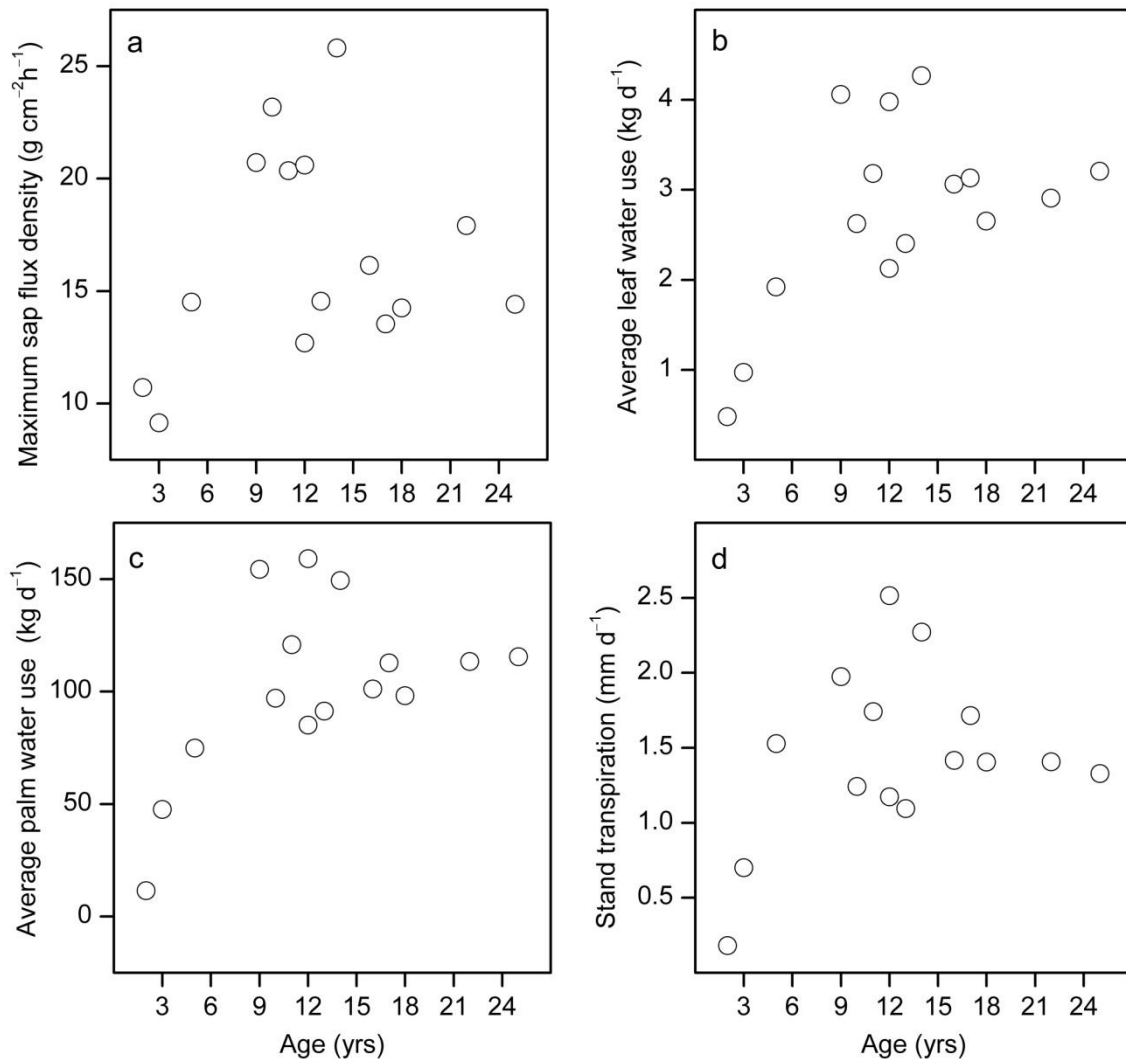 a
Maximum sap flux density (g cm⁻²h⁻¹)
25
20
15
10
3 6 9 12 15 18 21 24
b
Average leaf water use (kg d⁻¹)
4
3
2
1
3 6 9 12 15 18 21 24
c
Average palm water use (kg d⁻¹)
150
100
50
0
3 6 9 12 15 18 21 24
Age (yrs)
d
Stand transpiration (mm d⁻¹)
2.5
2.0
1.5
1.0
0.5
3 6 9 12 15 18 21 24
Age (yrs)